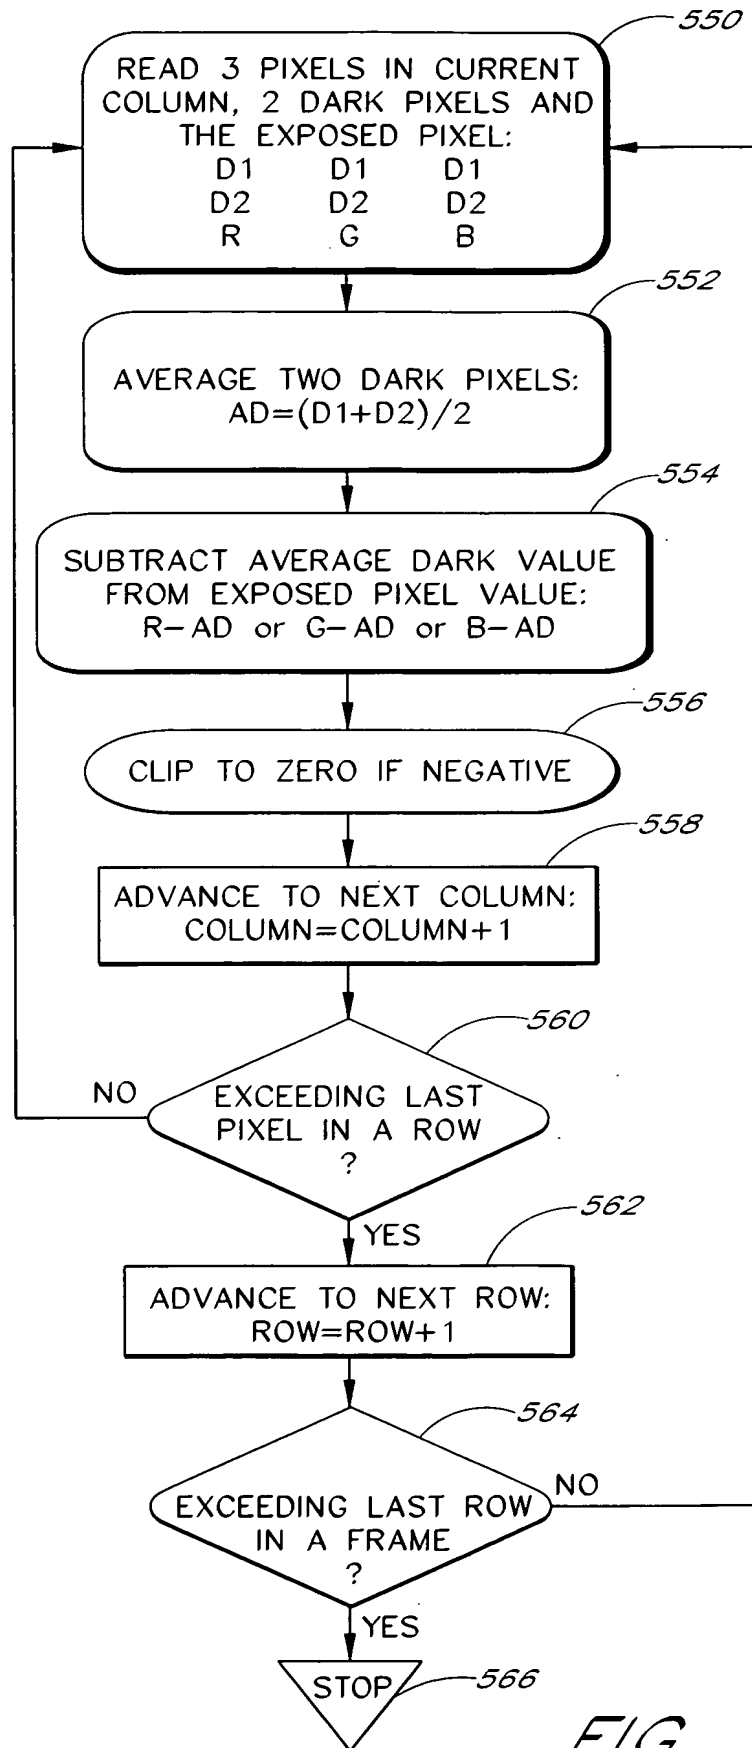 550
READ 3 PIXELS IN CURRENT
COLUMN, 2 DARK PIXELS AND
THE EXPOSED PIXEL:
D1 D1 D1
D2 D2 D2
R G B
552
AVERAGE TWO DARK PIXELS:
AD=(D1+D2)/2
554
SUBTRACT AVERAGE DARK VALUE
FROM EXPOSED PIXEL VALUE:
R-AD or G-AD or B-AD
556
CLIP TO ZERO IF NEGATIVE
558
ADVANCE TO NEXT COLUMN:
COLUMN=COLUMN+1
560
NO
EXCEEDING LAST
PIXEL IN A ROW
?
YES
562
ADVANCE TO NEXT ROW:
ROW=ROW+1
564
NO
EXCEEDING LAST ROW
IN A FRAME
?
YES
STOP
566
FIG